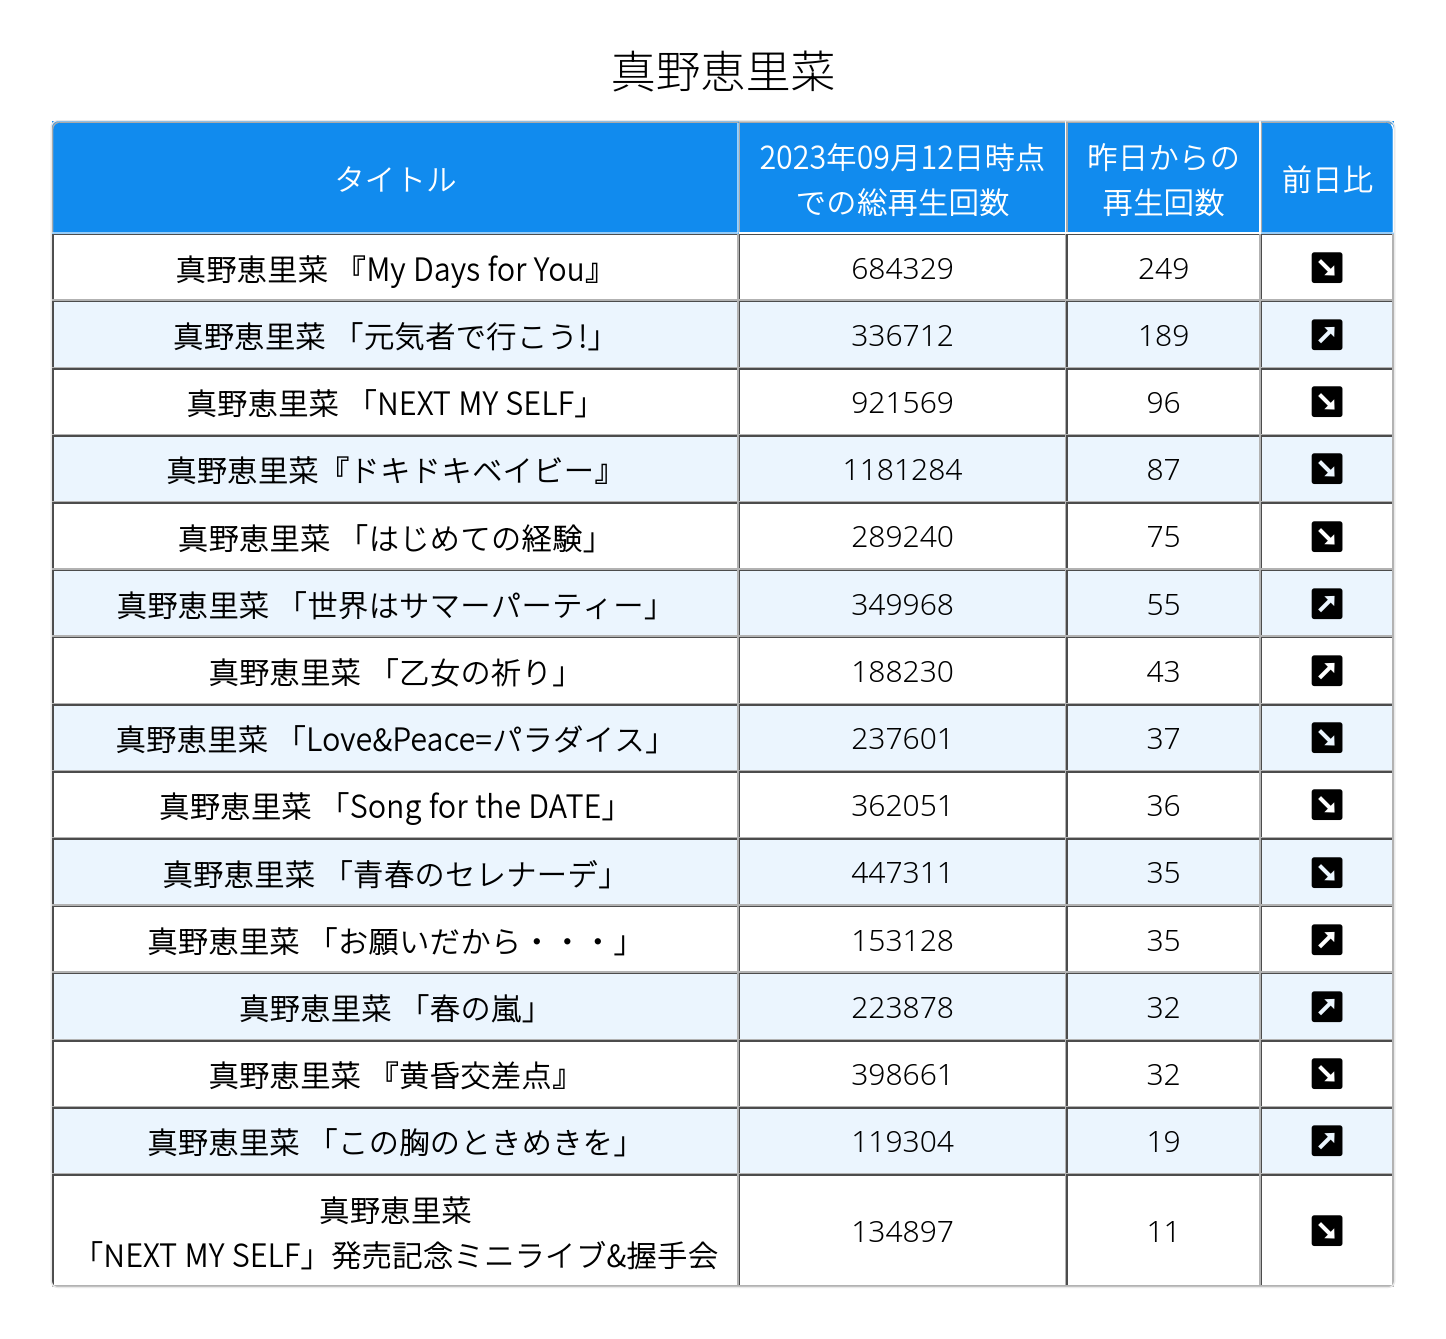 真野恵里菜
タイトル
2023年09月12日時点
での総再生回数
昨日からの
再生回数
前日比
真野恵里菜 『My Days for You』 684329 249 ↘
真野恵里菜 「元気者で行こう!」 336712 189 ↗
真野恵里菜 「NEXT MY SELF」 921569 96 ↘
真野恵里菜『ドキドキベイビー』 1181284 87 ↘
真野恵里菜 「はじめての経験」 289240 75 ↘
真野恵里菜 「世界はサマーパーティー」 349968 55 ↗
真野恵里菜 「乙女の祈り」 188230 43 ↗
真野恵里菜 「Love&Peace=パラダイス」 237601 37 ↘
真野恵里菜 「Song for the DATE」 362051 36 ↘
真野恵里菜 「青春のセレナーデ」 447311 35 ↘
真野恵里菜 「お願いだから・・・」 153128 35 ↗
真野恵里菜 「春の嵐」 223878 32 ↗
真野恵里菜 『黄昏交差点』 398661 32 ↘
真野恵里菜 「この胸のときめきを」 119304 19 ↗
真野恵里菜
「NEXT MY SELF」発売記念ミニライブ&握手会 134897 11 ↘